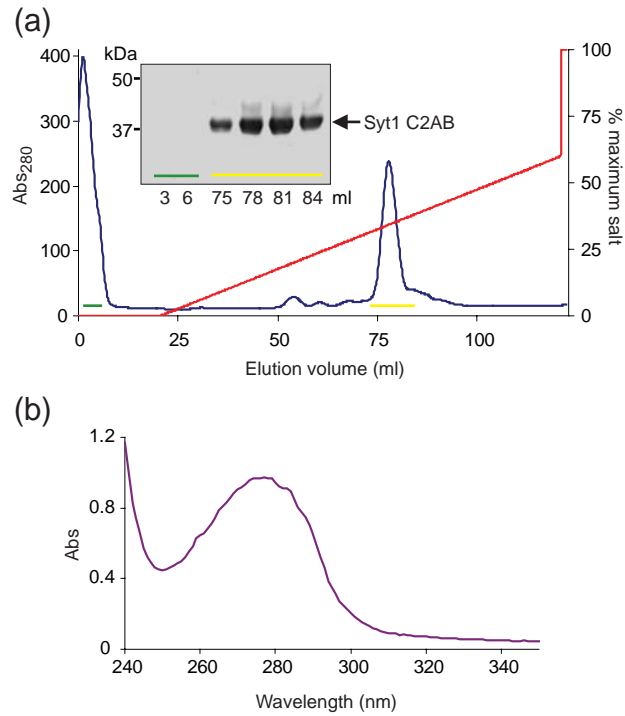 (a)
kDa
50
37
Syt1 C2AB
3 6 75 78 81 84 ml
400
300
200
100
0
Abs280
100
75
50
25
0
% maximum salt
0 25 50 75 100
Elution volume (ml)
(b)
1.2
0.8
0.4
0
Abs
240 260 280 300 320 340
Wavelength (nm)